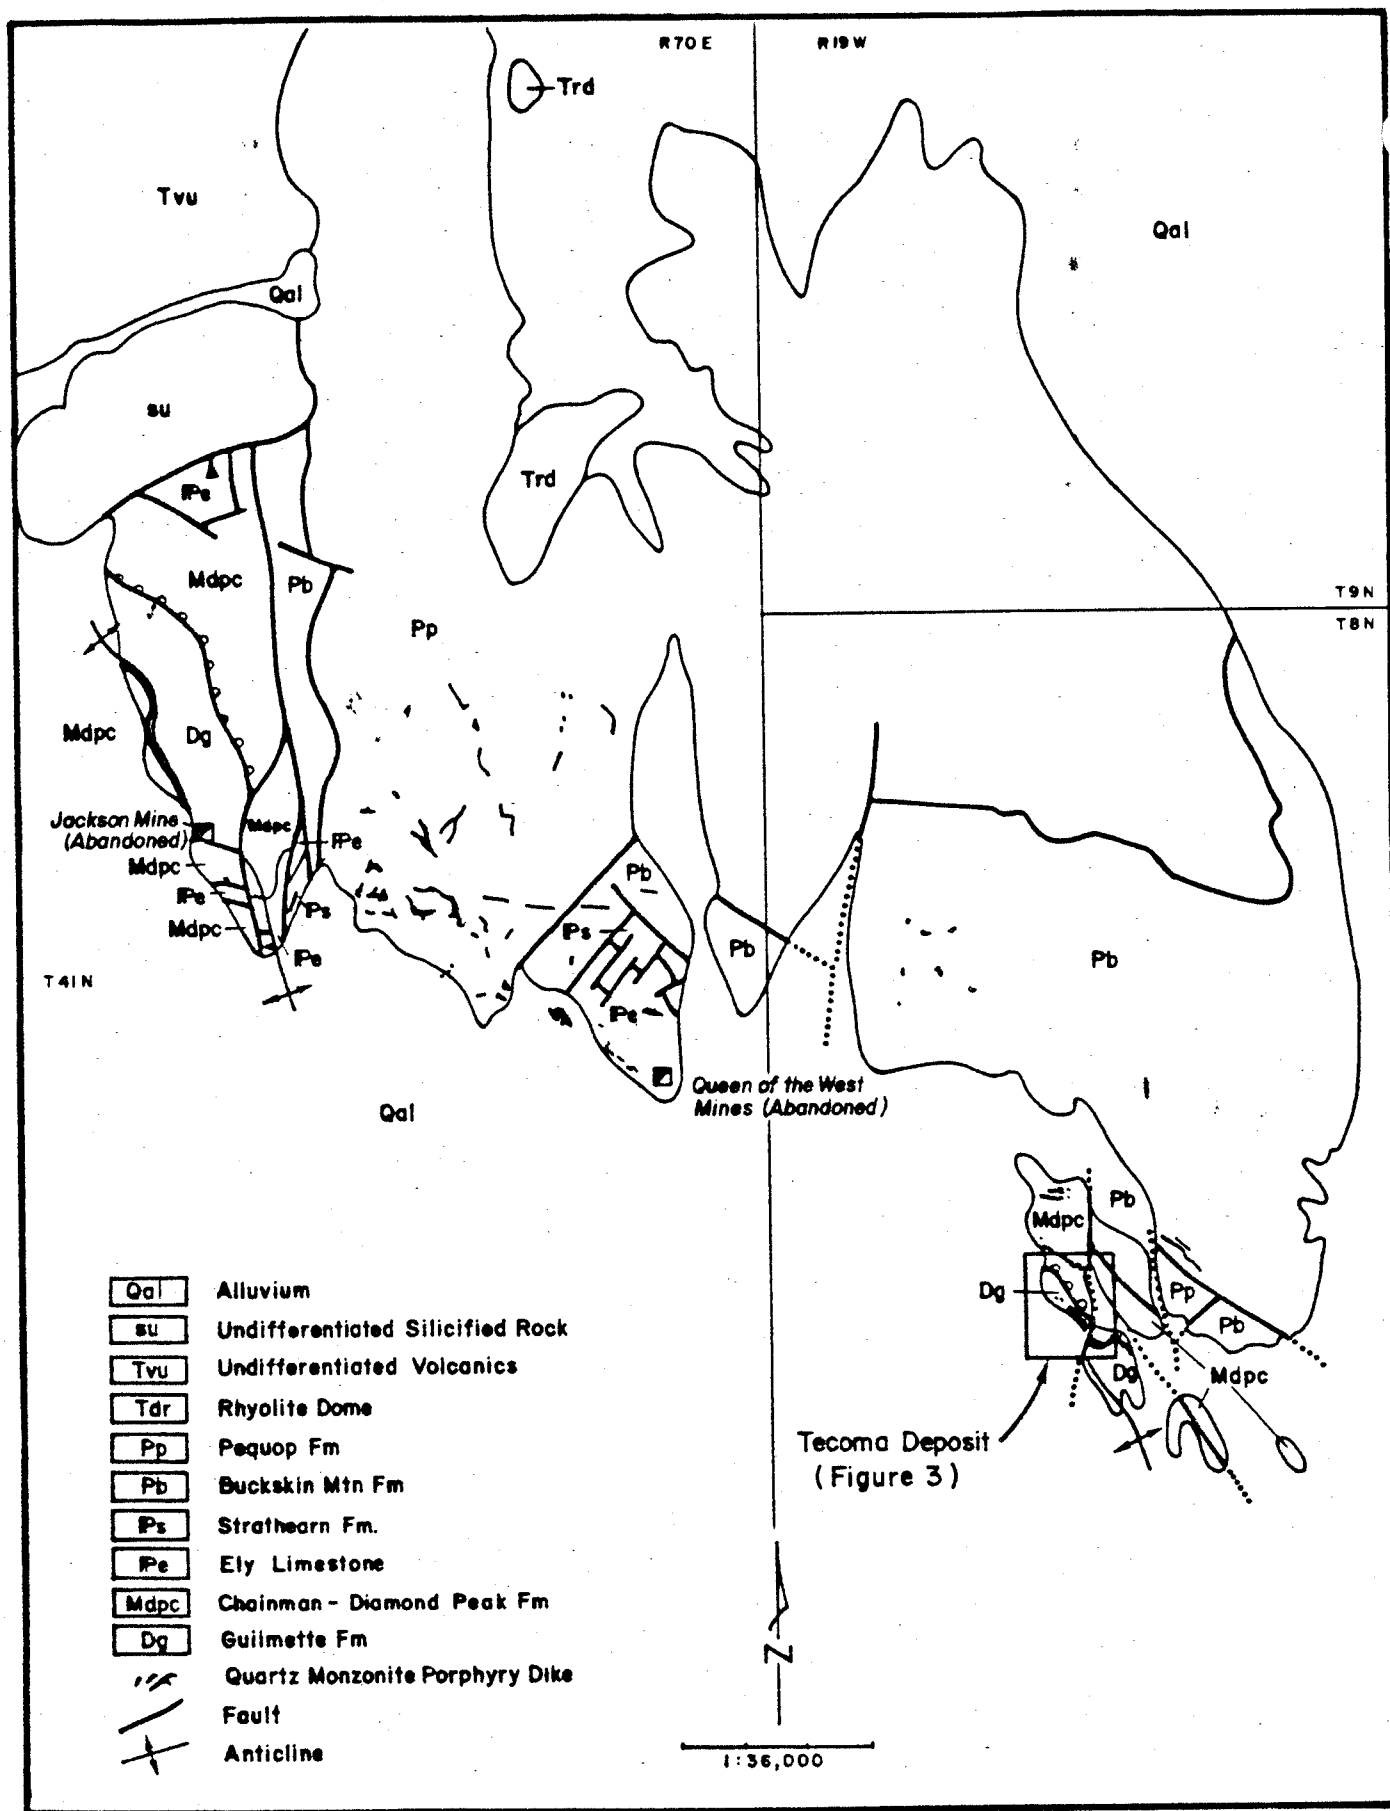 R70E R19W
Trd
Tvu
Qal
Qal
su
Trd
IPe
Mdpc
Pb
T9N
T8N
Pp
Mdpc
Dg
Jackson Mine
(Abandoned)
Mdpc
IPe
Mdpc
IPe
Mdpc
IPs
IPe
T41N
Pb
IPs
Pb
Pb
IPe
Queen of the West
Mines (Abandoned)
Qal
Pb
Mdpc
Dg
Pp
Pb
Dg
Mdpc
Tecoma Deposit
(Figure 3)
Qal Alluvium
su Undifferentiated Silicified Rock
Tvu Undifferentiated Volcanics
Tdr Rhyolite Dome
Pp Pequop Fm
Pb Buckskin Mtn Fm
IPs Strathearn Fm.
IPe Ely Limestone
Mdpc Chainman - Diamond Peak Fm
Dg Guilmette Fm
Quartz Monzonite Porphyry Dike
Fault
Anticline
N
1:36,000